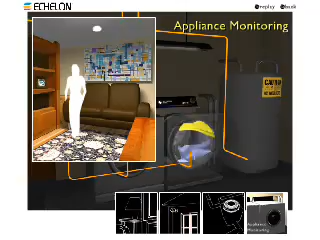 ECHELON
replay
back
Appliance Monitoring
CAUTION
Appliance
Monitoring